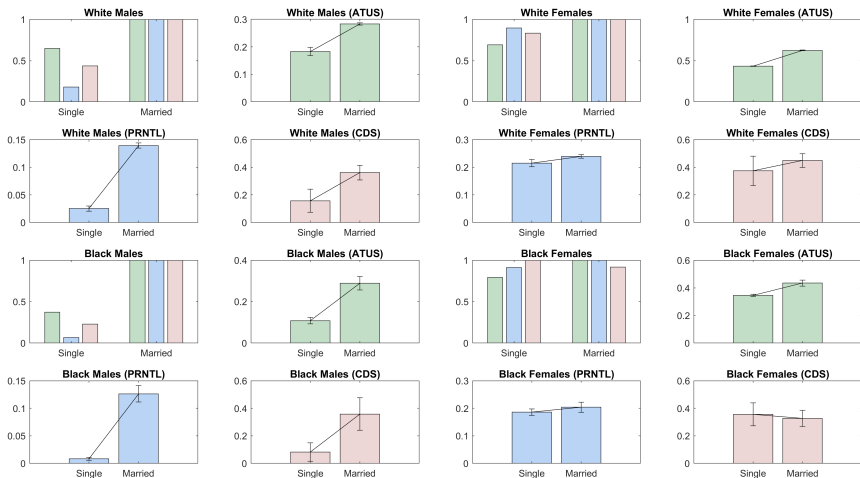 White Males
1
0.5
0
Single Married
White Males (ATUS)
0.3
0.2
0.1
0
Single Married
White Females
1
0.5
0
Single Married
White Females (ATUS)
1
0.5
0
Single Married
White Males (PRNTL)
0.15
0.1
0.05
0
Single Married
White Males (CDS)
0.6
0.4
0.2
0
Single Married
White Females (PRNTL)
0.3
0.2
0.1
0
Single Married
White Females (CDS)
0.6
0.4
0.2
0
Single Married
Black Males
1
0.5
0
Single Married
Black Males (ATUS)
0.4
0.2
0
Single Married
Black Females
1
0.5
0
Single Married
Black Females (ATUS)
0.6
0.4
0.2
0
Single Married
Black Males (PRNTL)
0.15
0.1
0.05
0
Single Married
Black Males (CDS)
0.6
0.4
0.2
0
Single Married
Black Females (PRNTL)
0.3
0.2
0.1
0
Single Married
Black Females (CDS)
0.6
0.4
0.2
0
Single Married